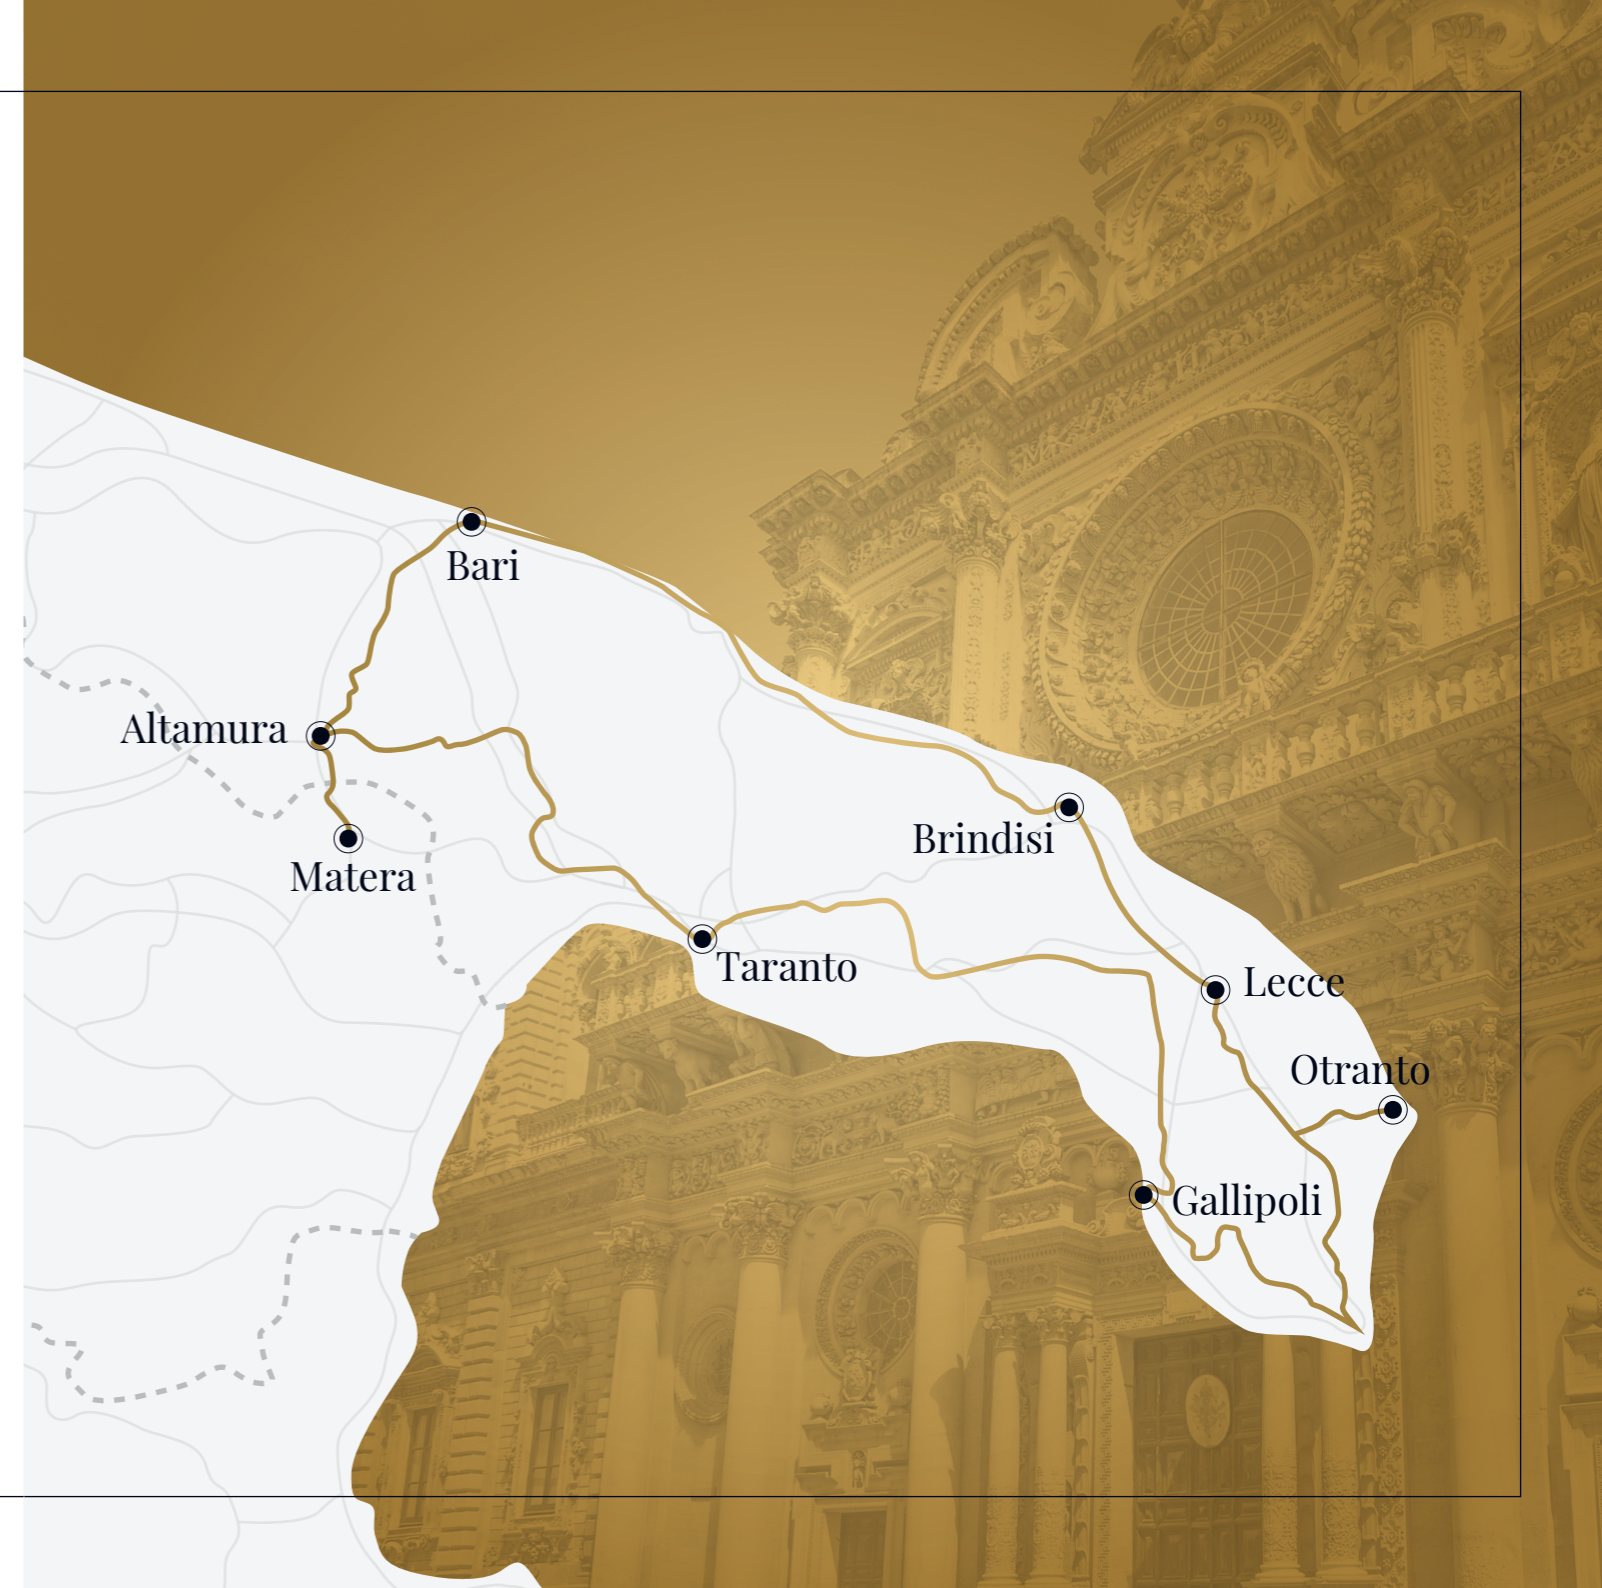 Bari
Altamura
Brindisi
Matera
Taranto
Lecce
Otranto
Gallipoli